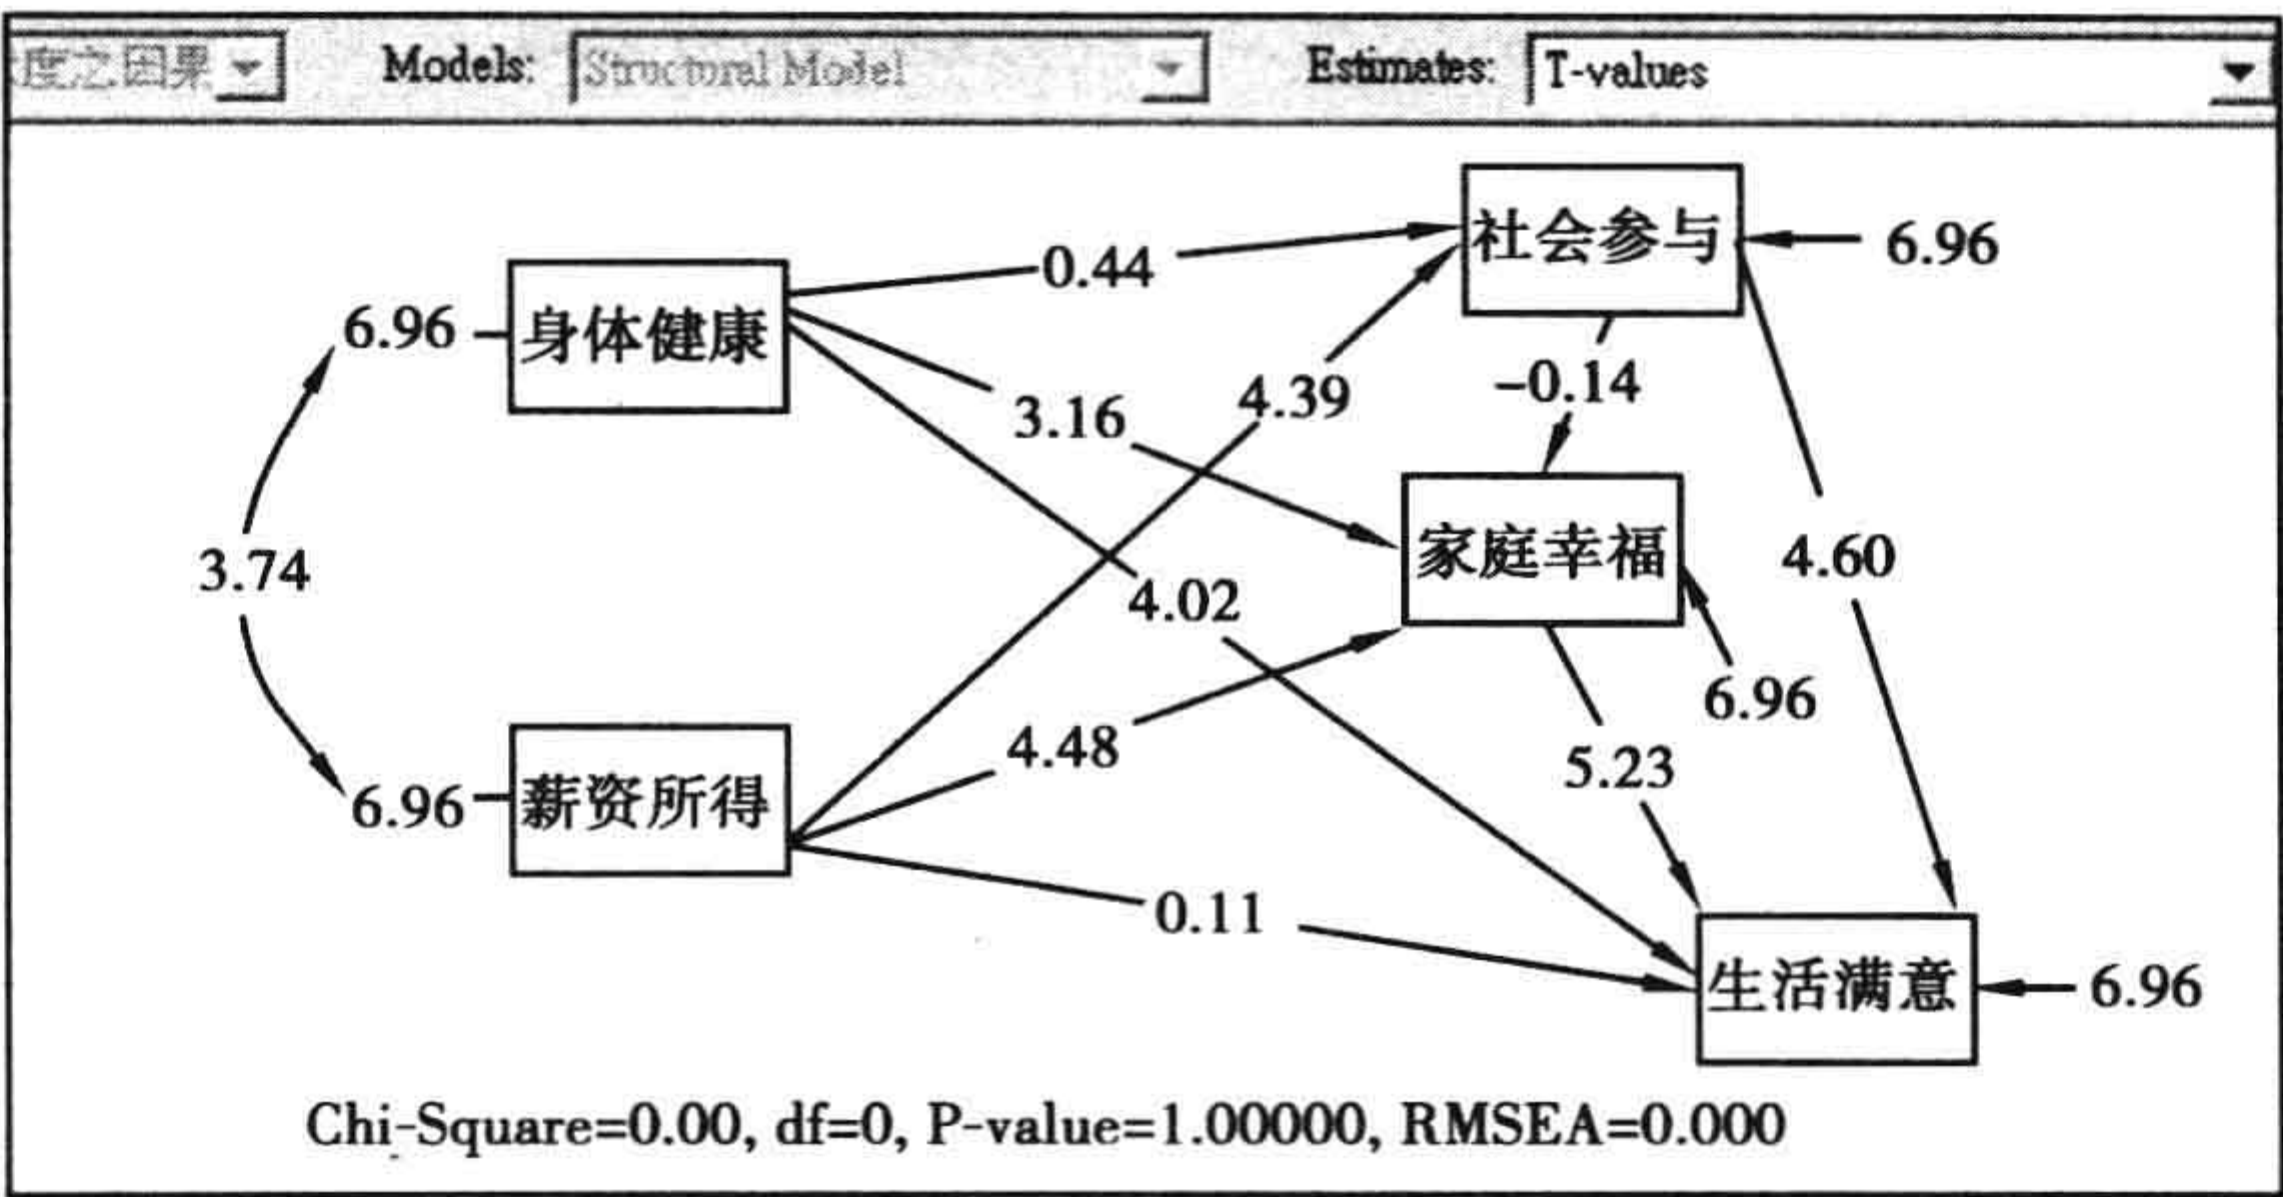 度之因果 Models: Structural Model Estimates: T-values
社会参与
6.96
0.44
身体健康
6.96
4.39
-0.14
3.16
家庭幸福
4.60
3.74
4.02
6.96
4.48
5.23
薪资所得
6.96
0.11
生活满意
6.96
Chi-Square=0.00, df=0, P-value=1.00000, RMSEA=0.000